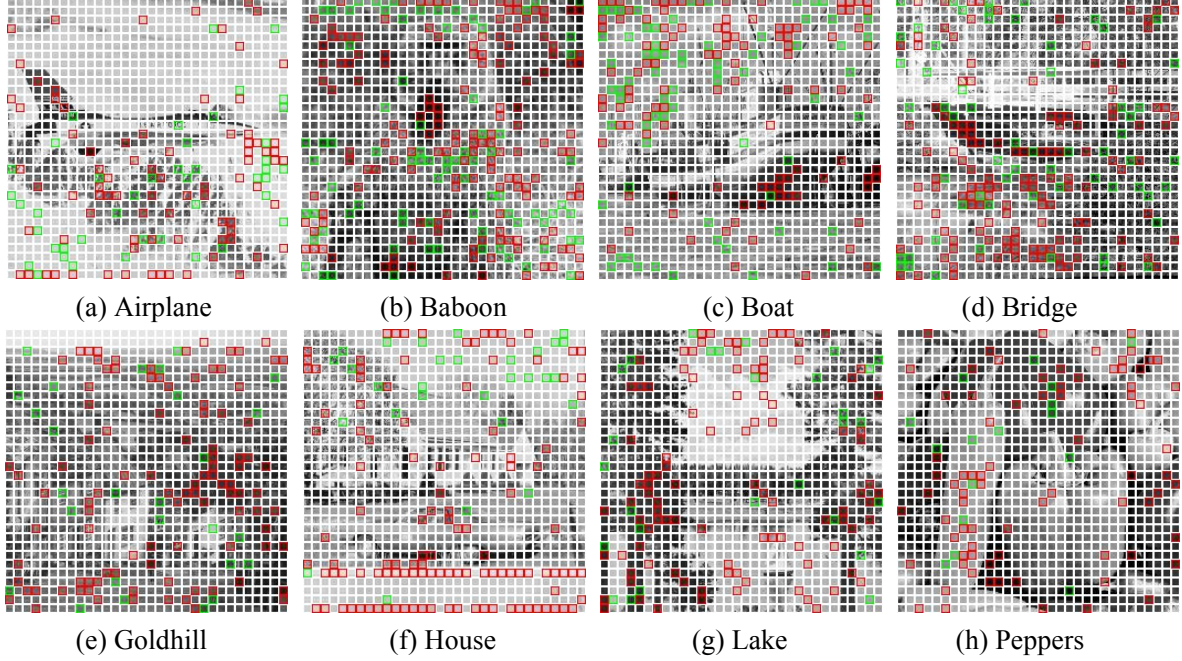 (a) Airplane
(b) Baboon
(c) Boat
(d) Bridge
(e) Goldhill
(f) House
(g) Lake
(h) Peppers